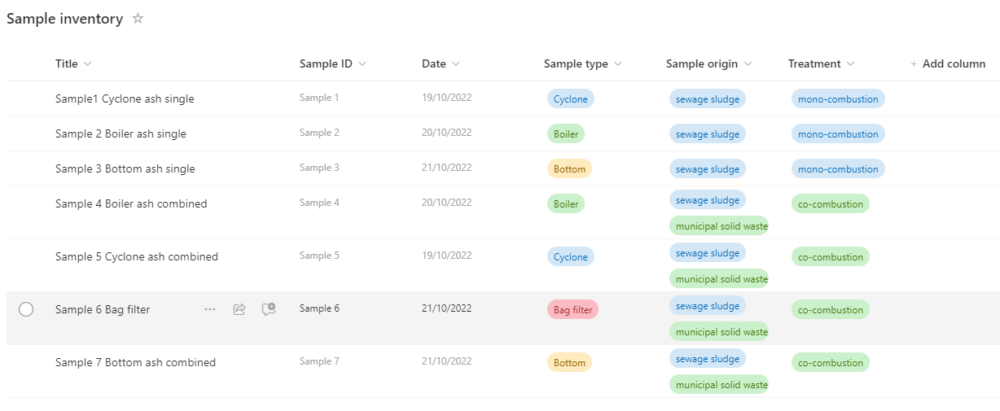 Sample inventory
Title Sample ID Date Sample type Sample origin Treatment + Add column
Sample1 Cyclone ash single Sample 1 19/10/2022 Cyclone sewage sludge mono-combustion
Sample 2 Boiler ash single Sample 2 20/10/2022 Boiler sewage sludge mono-combustion
Sample 3 Bottom ash single Sample 3 21/10/2022 Bottom sewage sludge mono-combustion
Sample 4 Boiler ash combined Sample 4 20/10/2022 Boiler sewage sludge co-combustion
municipal solid waste
Sample 5 Cyclone ash combined Sample 5 19/10/2022 Cyclone sewage sludge co-combustion
municipal solid waste
Sample 6 Bag filter Sample 6 21/10/2022 Bag filter sewage sludge co-combustion
municipal solid waste
Sample 7 Bottom ash combined Sample 7 21/10/2022 Bottom sewage sludge co-combustion
municipal solid waste